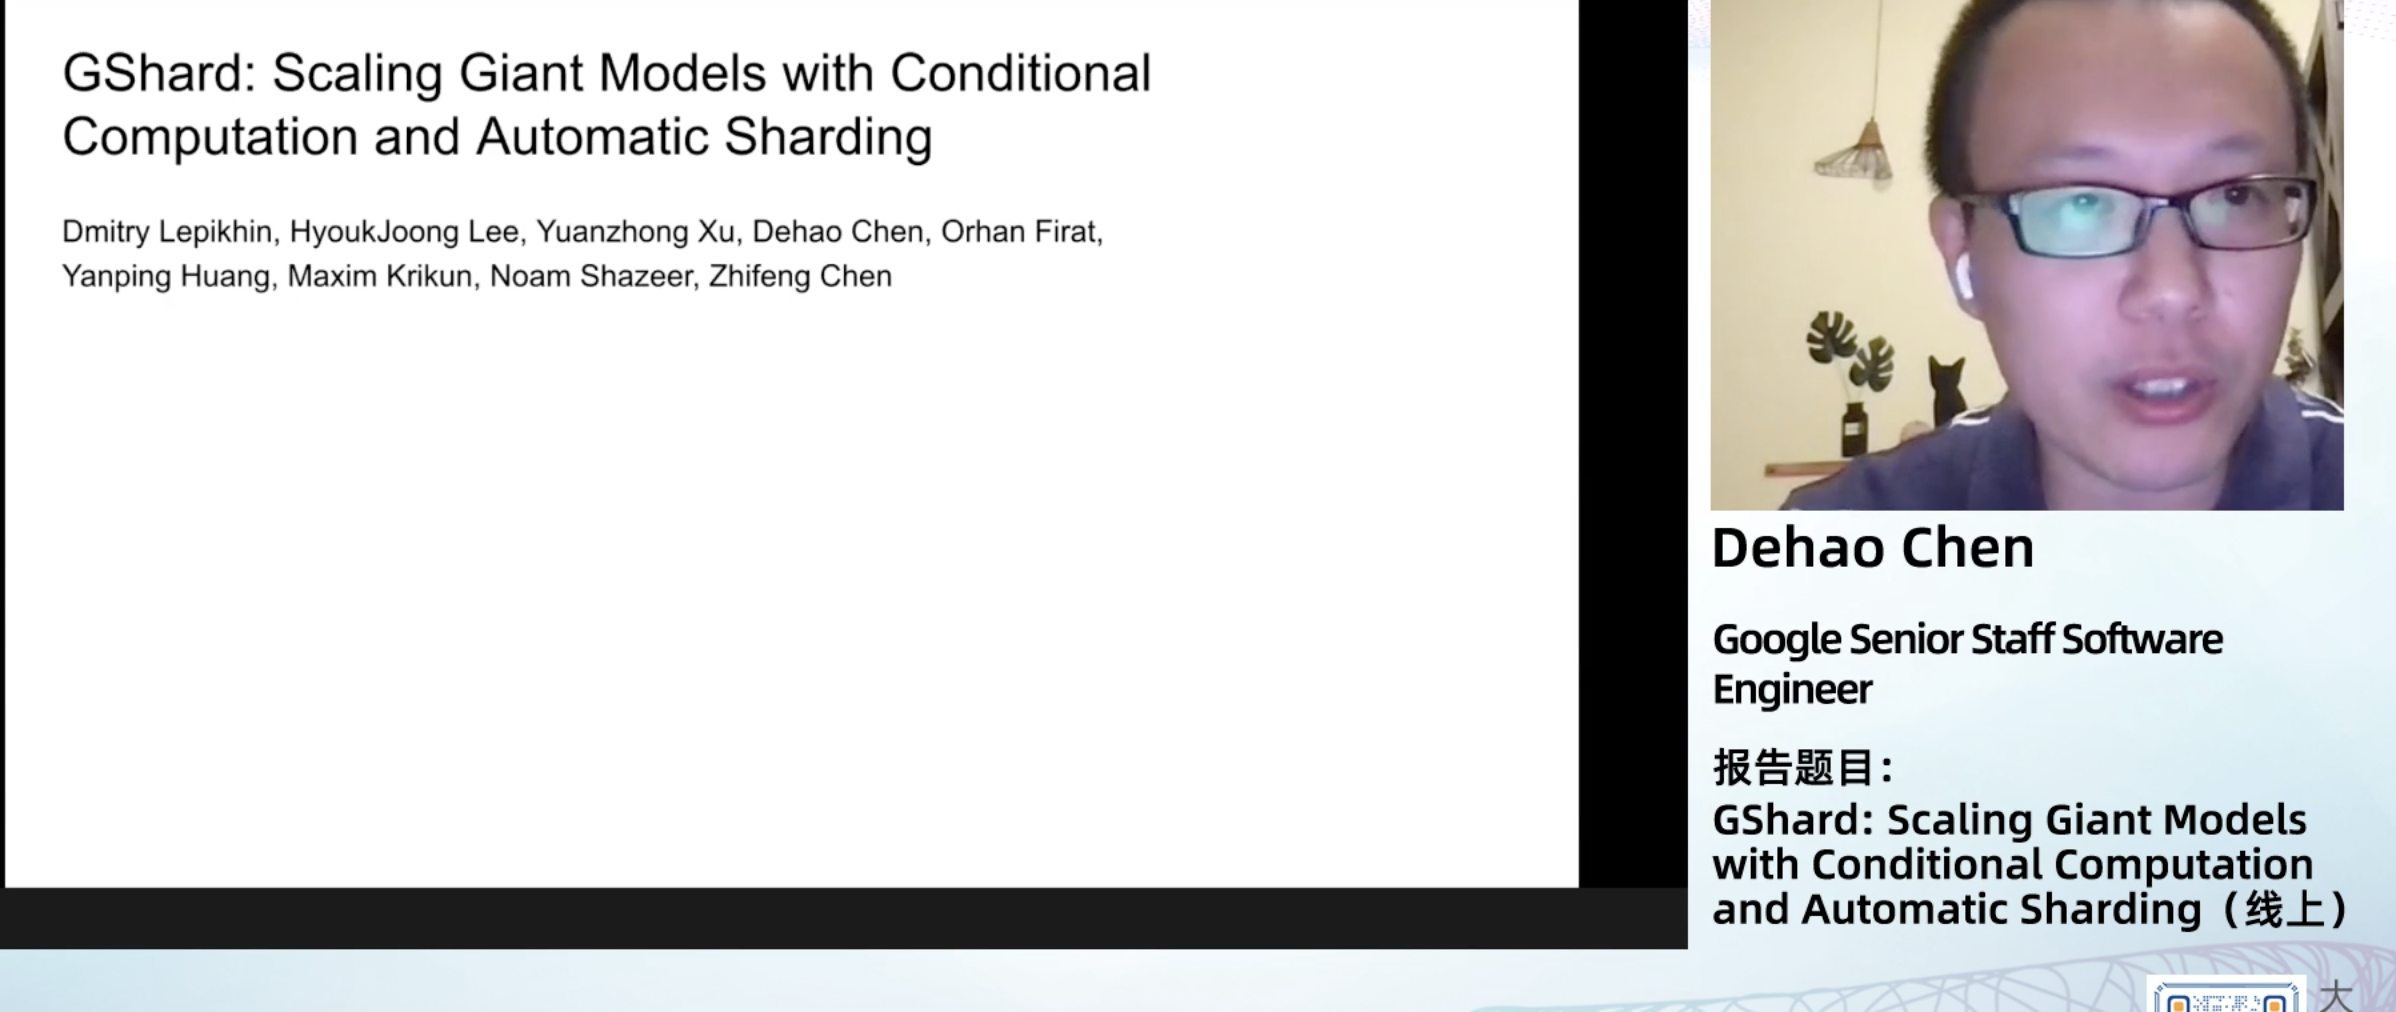 GShard: Scaling Giant Models with Conditional
Computation and Automatic Sharding
Dmitry Lepikhin, HyoukJoong Lee, Yuanzhong Xu, Dehao Chen, Orhan Firat,
Yanping Huang, Maxim Krikun, Noam Shazeer, Zhifeng Chen
Dehao Chen
Google Senior Staff Software
Engineer
报告题目：
GShard: Scaling Giant Models
with Conditional Computation
and Automatic Sharding（线上）
大